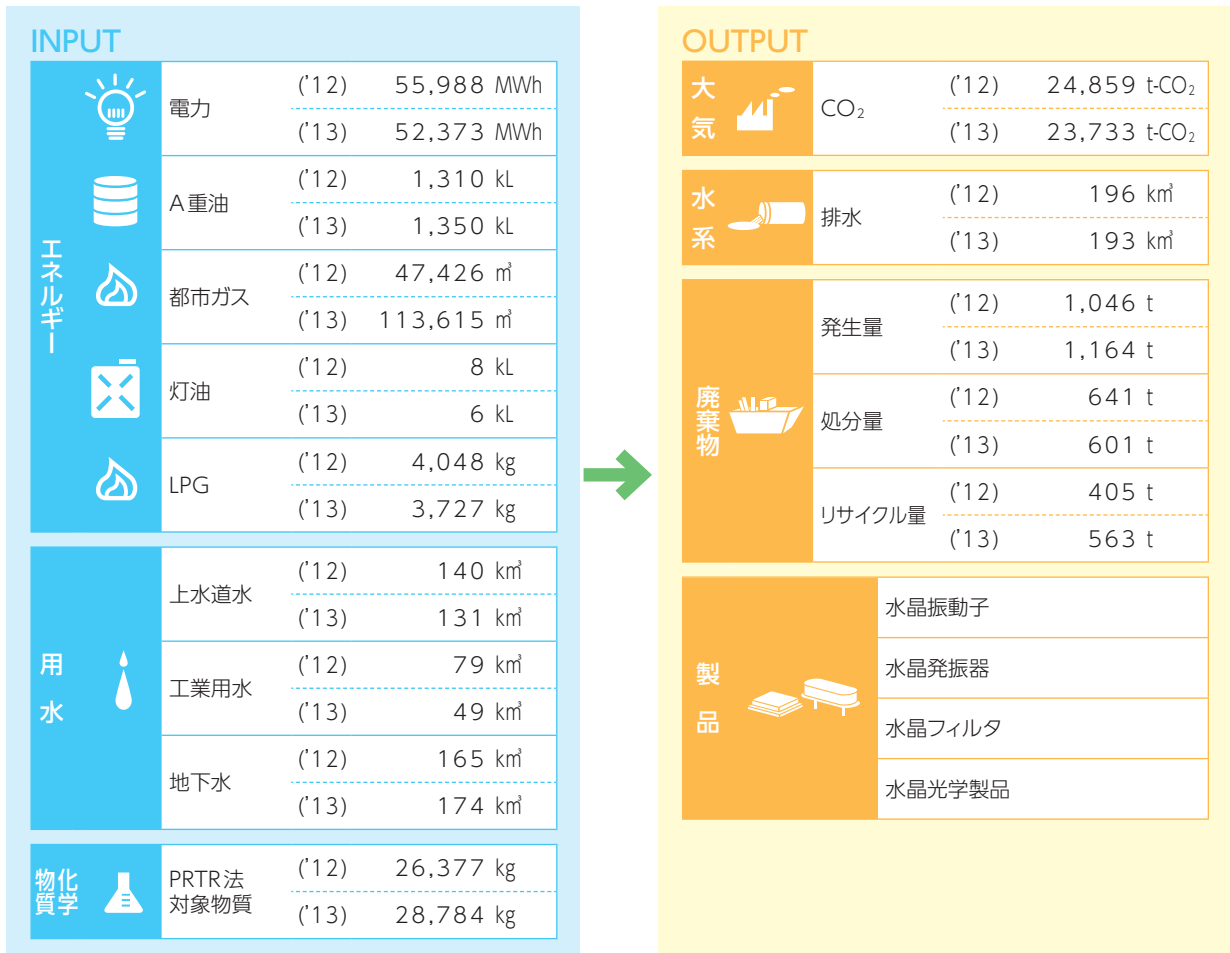 INPUT
エネルギー
電力
('12) 55,988 MWh
('13) 52,373 MWh
A重油
('12) 1,310 kL
('13) 1,350 kL
都市ガス
('12) 47,426 ㎥
('13) 113,615 ㎥
灯油
('12) 8 kL
('13) 6 kL
LPG
('12) 4,048 kg
('13) 3,727 kg
用水
上水道水
('12) 140 k㎥
('13) 131 k㎥
工業用水
('12) 79 k㎥
('13) 49 k㎥
地下水
('12) 165 k㎥
('13) 174 k㎥
化学
物質
PRTR法
対象物質
('12) 26,377 kg
('13) 28,784 kg
OUTPUT
大気
CO₂
('12) 24,859 t-CO₂
('13) 23,733 t-CO₂
水系
排水
('12) 196 k㎥
('13) 193 k㎥
廃棄物
発生量
('12) 1,046 t
('13) 1,164 t
処分量
('12) 641 t
('13) 601 t
リサイクル量
('12) 405 t
('13) 563 t
製品
水晶振動子
水晶発振器
水晶フィルタ
水晶光学製品